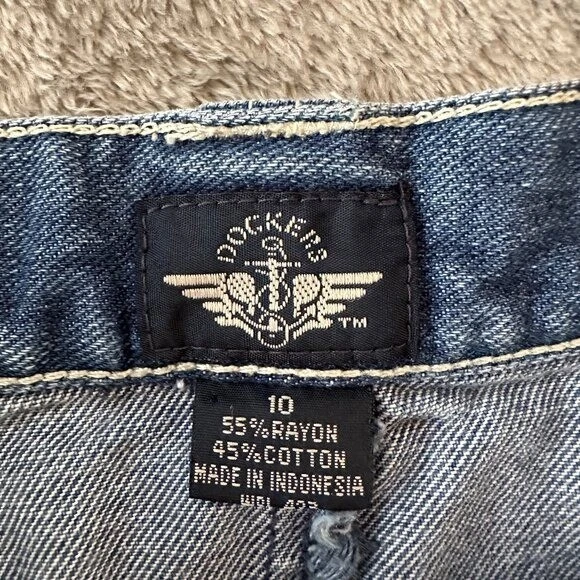 DOCKERS
TM
10
55%RAYON
45%COTTON
MADE IN INDONESIA